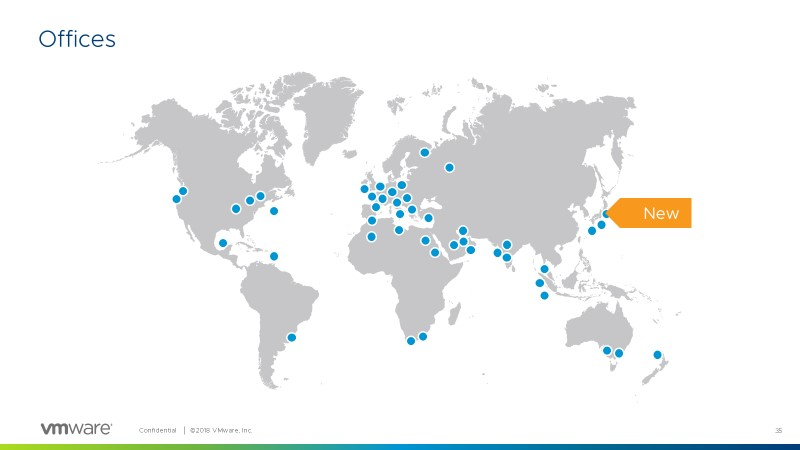 Offices
New
vmware®
Confidential | ©2018 VMware, Inc.
35